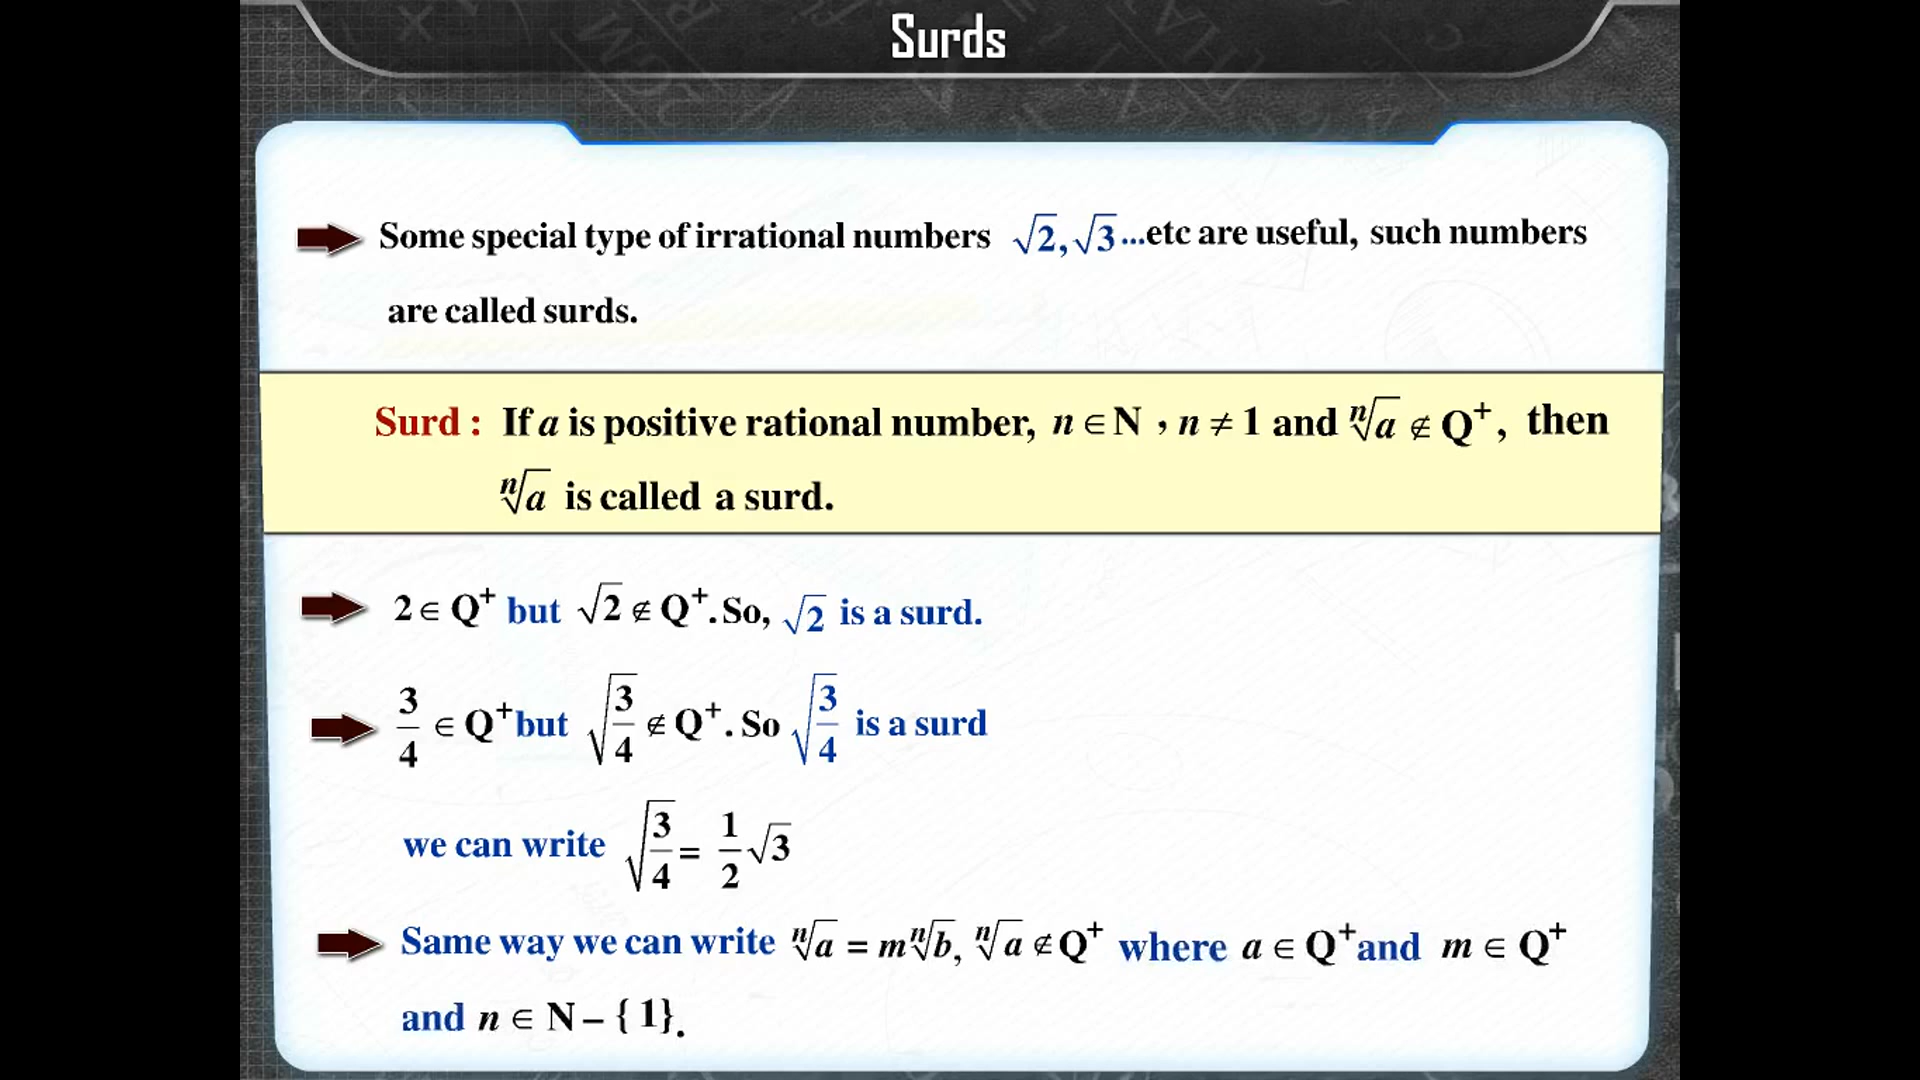 Surds
Some special type of irrational numbers √2, √3 ...etc are useful, such numbers
are called surds.
Surd : If a is positive rational number, n ∈ N , n ≠ 1 and ⁿ√a ∉ Q⁺, then
ⁿ√a is called a surd.
2 ∈ Q⁺ but √2 ∉ Q⁺. So, √2 is a surd.
3/4 ∈ Q⁺ but √(3/4) ∉ Q⁺. So √(3/4) is a surd
we can write √(3/4) = 1/2 √3
Same way we can write ⁿ√a = m ⁿ√b, ⁿ√a ∉ Q⁺ where a ∈ Q⁺ and m ∈ Q⁺
and n ∈ N – { 1}.